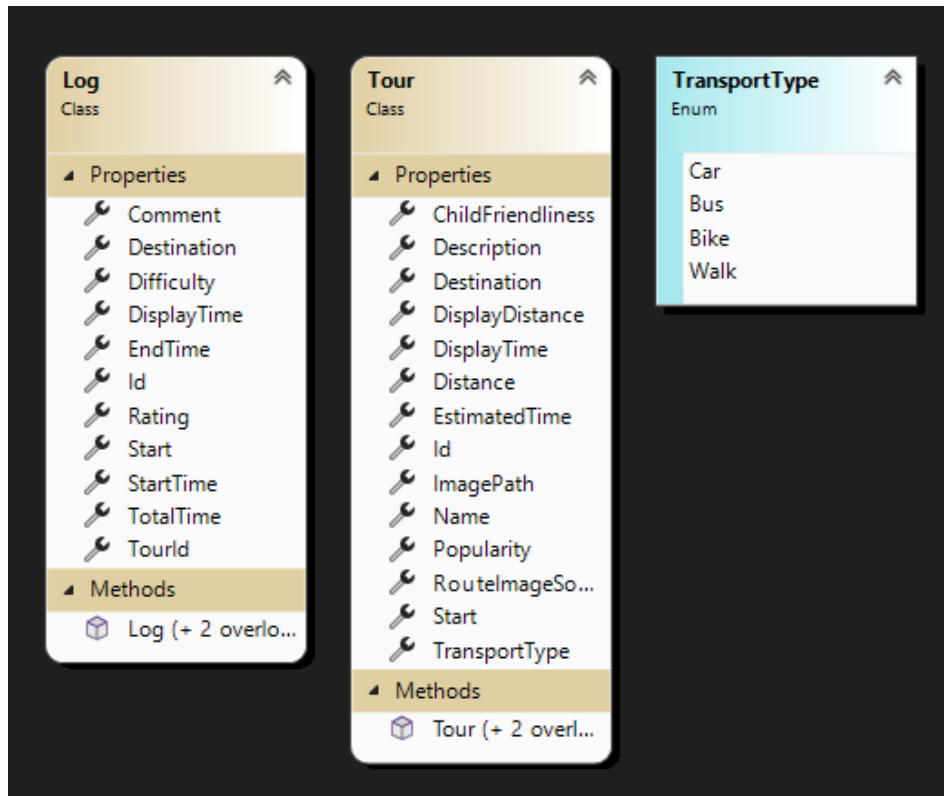 Log
Class
Properties
Comment
Destination
Difficulty
DisplayTime
EndTime
Id
Rating
Start
StartTime
TotalTime
TourId
Methods
Log (+ 2 overlo...
Tour
Class
Properties
ChildFriendliness
Description
Destination
DisplayDistance
DisplayTime
Distance
EstimatedTime
Id
ImagePath
Name
Popularity
RouteImageSo...
Start
TransportType
Methods
Tour (+ 2 overl...
TransportType
Enum
Car
Bus
Bike
Walk